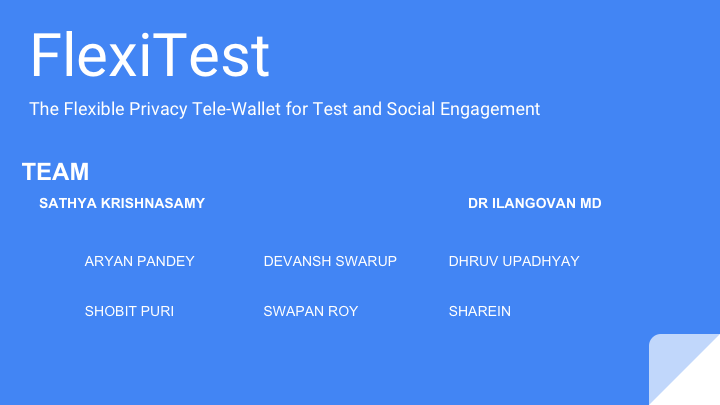 FlexiTest
The Flexible Privacy Tele-Wallet for Test and Social Engagement
TEAM
SATHYA KRISHNASAMY DR ILANGOVAN MD
ARYAN PANDEY DEVANSH SWARUP DHRUV UPADHYAY
SHOBIT PURI SWAPAN ROY SHAREIN